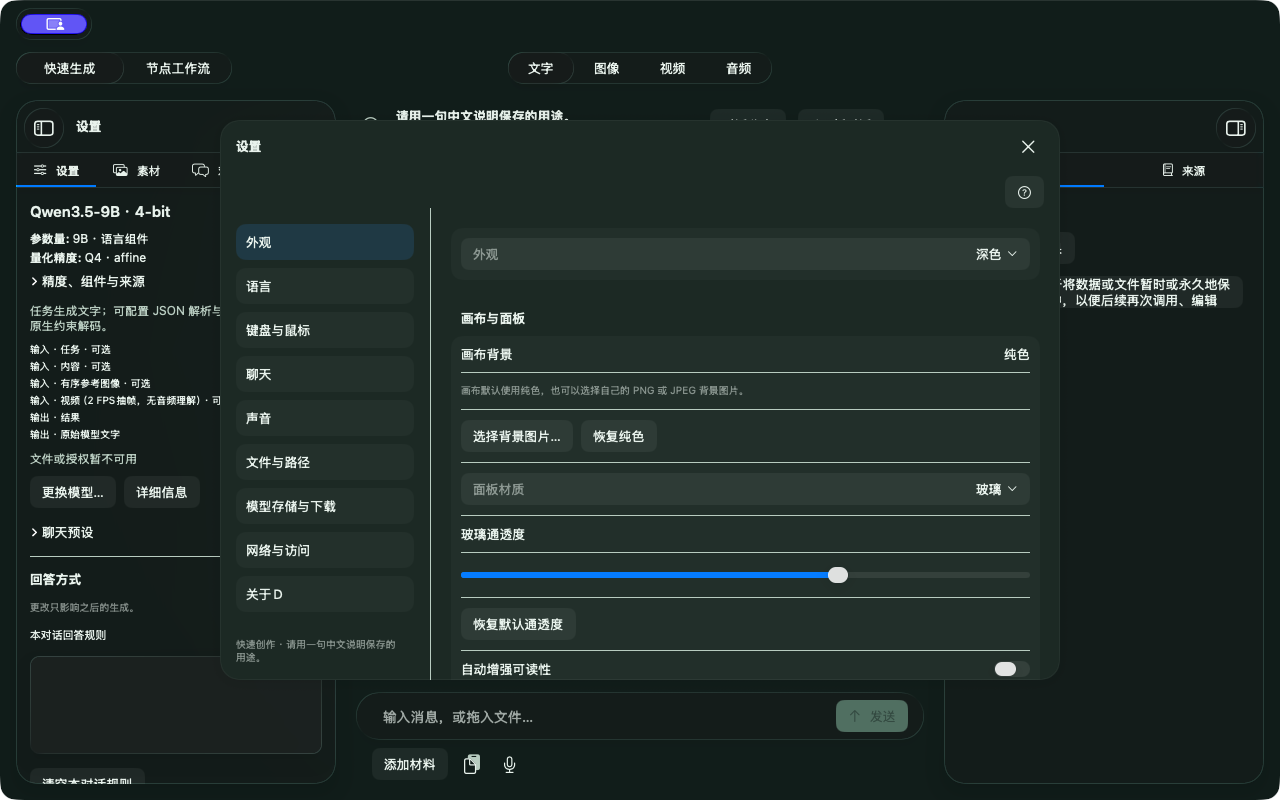 快速生成
节点工作流
文字
图像
视频
音频
设置
设置
素材
Qwen3.5-9B · 4-bit
参数量: 9B · 语言组件
量化精度: Q4 · affine
精度、组件与来源
任务生成文字；可配置 JSON 解析与
原生约束解码。
输入 · 任务 · 可选
输入 · 内容 · 可选
输入 · 有序参考图像 · 可选
输入 · 视频 (2 FPS抽帧，无音频理解) · 可
输出 · 结果
输出 · 原始模型文字
文件或授权暂不可用
更换模型...
详细信息
聊天预设
回答方式
更改只影响之后的生成。
本对话回答规则
清空本对话规则
请用一句中文说明保存的用途。
设置
外观
语言
键盘与鼠标
聊天
声音
文件与路径
模型存储与下载
网络与访问
关于 D
快速创作 · 请用一句中文说明保存的
用途。
外观
深色
画布与面板
画布背景
纯色
画布默认使用纯色，也可以选择自己的 PNG 或 JPEG 背景图片。
选择背景图片...
恢复纯色
面板材质
玻璃
玻璃通透度
恢复默认通透度
自动增强可读性
输入消息，或拖入文件...
发送
添加材料
来源
将数据或文件暂时或永久地保
，以便后续再次调用、编辑